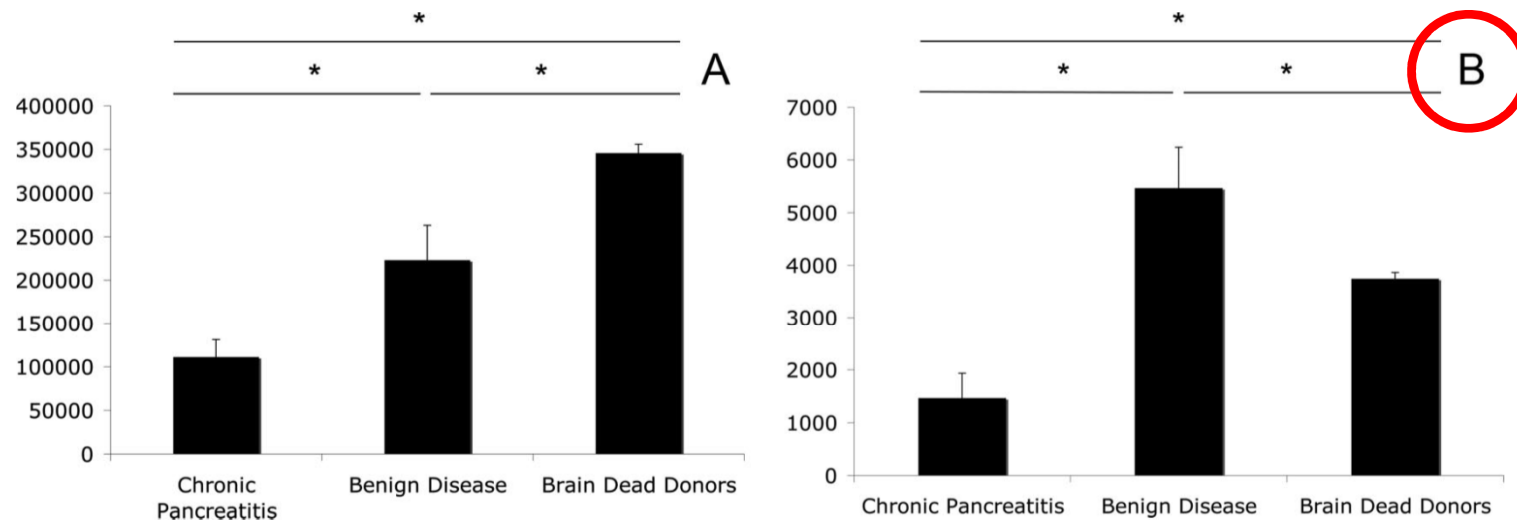 *
* *
A
400000
350000
300000
250000
200000
150000
100000
50000
0
Chronic
Pancreatitis
Benign Disease
Brain Dead Donors
*
* *
B
7000
6000
5000
4000
3000
2000
1000
0
Chronic Pancreatitis
Benign Disease
Brain Dead Donors